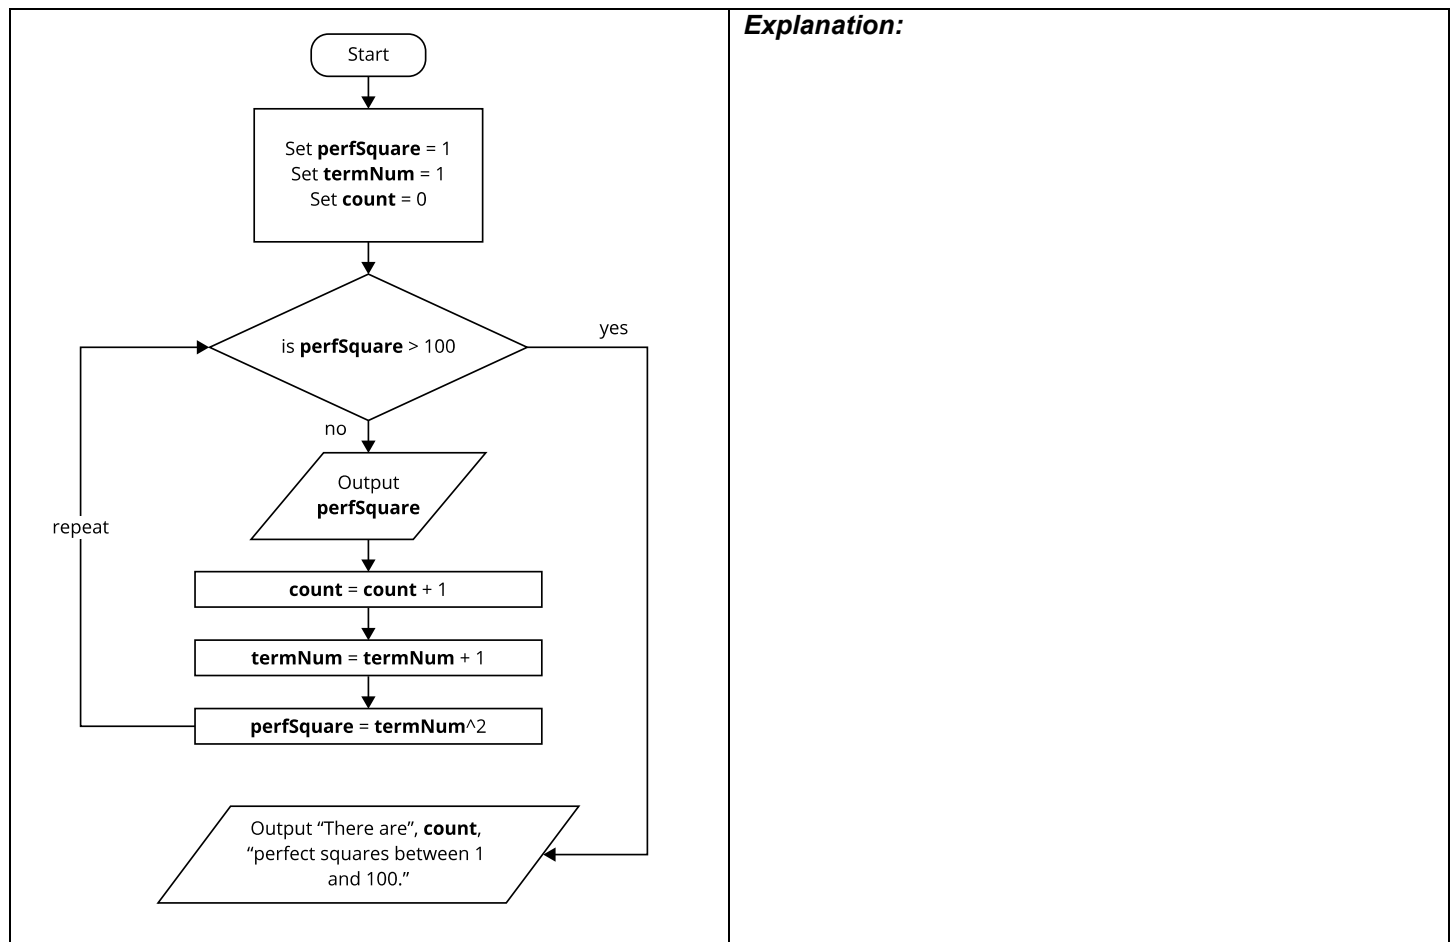 Explanation:
Start
Set perfSquare = 1
Set termNum = 1
Set count = 0
is perfSquare > 100
yes
no
Output
perfSquare
repeat
count = count + 1
termNum = termNum + 1
perfSquare = termNum^2
Output “There are”, count,
“perfect squares between 1
and 100.”